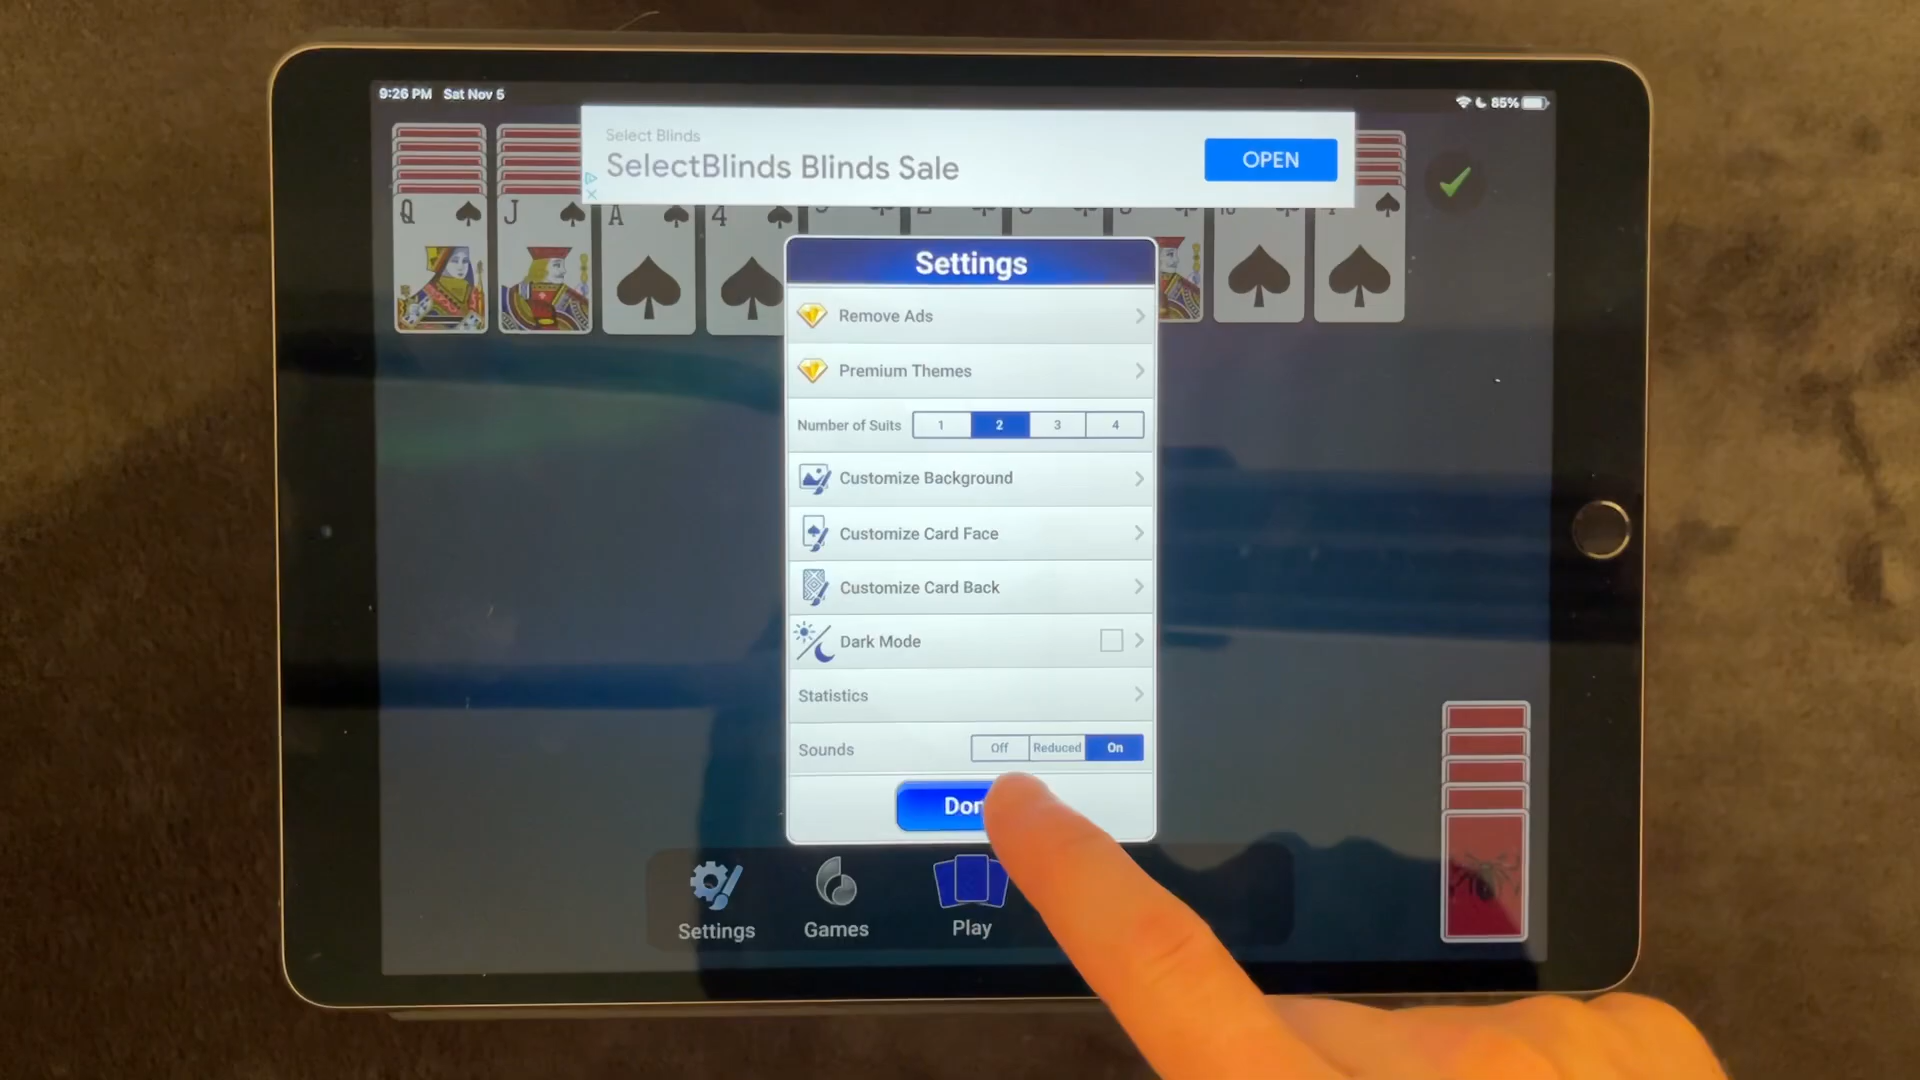 9:26 PM Sat Nov 5
85%
Select Blinds
SelectBlinds Blinds Sale
OPEN
Q
J
A
4
Settings
Remove Ads
Premium Themes
Number of Suits 1 2 3 4
Customize Background
Customize Card Face
Customize Card Back
Dark Mode
Statistics
Sounds Off Reduced On
Settings
Games
Play